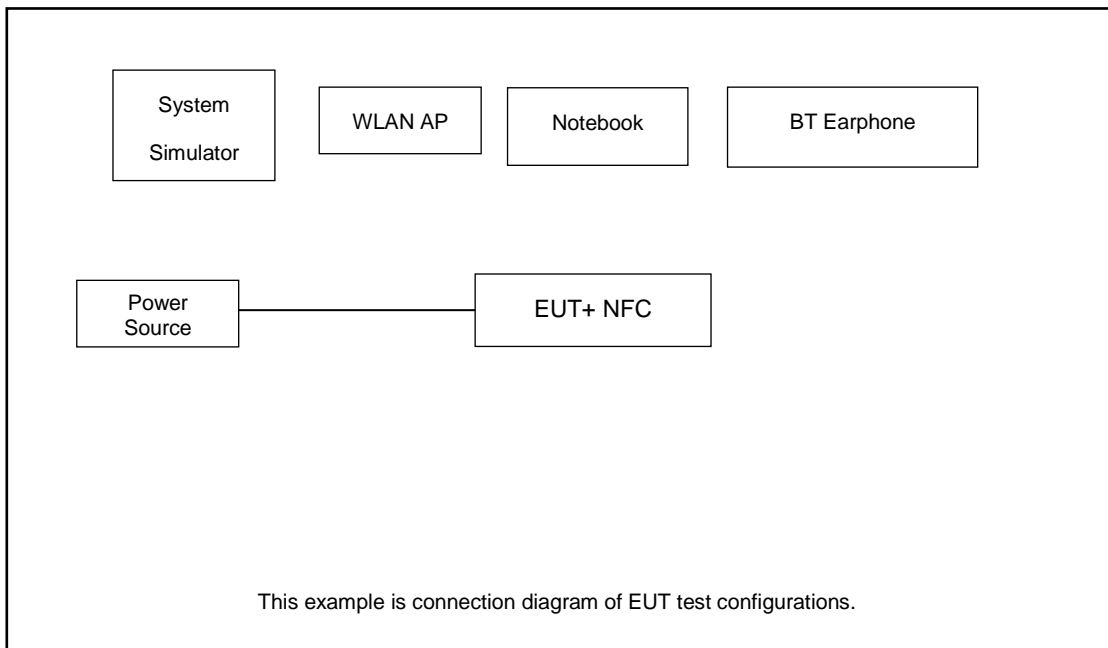 System
Simulator
WLAN AP
Notebook
BT Earphone
Power
Source
EUT+ NFC
This example is connection diagram of EUT test configurations.